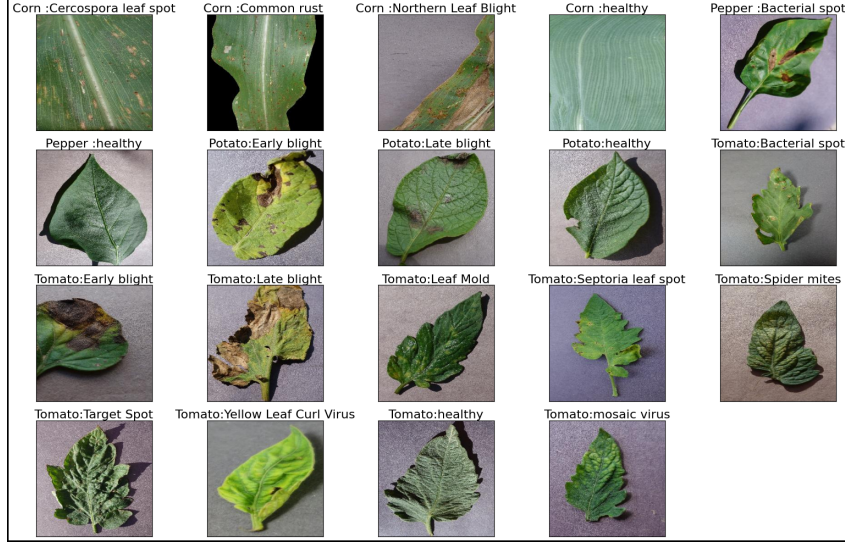 Corn :Cercospora leaf spot
Corn :Common rust
Corn :Northern Leaf Blight
Corn :healthy
Pepper :Bacterial spot
Pepper :healthy
Potato:Early blight
Potato:Late blight
Potato:healthy
Tomato:Bacterial spot
Tomato:Early blight
Tomato:Late blight
Tomato:Leaf Mold
Tomato:Septoria leaf spot
Tomato:Spider mites
Tomato:Target Spot
Tomato:Yellow Leaf Curl Virus
Tomato:healthy
Tomato:mosaic virus